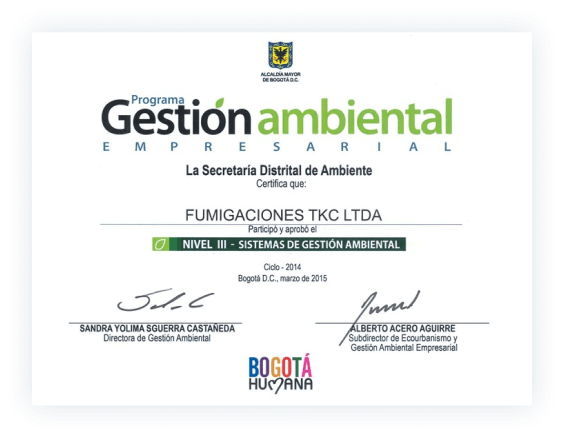 ALCALDÍA MAYOR
DE BOGOTÁ D.C.
Programa
Gestión ambiental
EMPRESARIAL
La Secretaría Distrital de Ambiente
Certifica que:
FUMIGACIONES TKC LTDA
Participó y aprobó el
NIVEL III - SISTEMAS DE GESTIÓN AMBIENTAL
Ciclo - 2014
Bogotá D.C., marzo de 2015
SANDRA YOLIMA SGUERRA CASTAÑEDA
Directora de Gestión Ambiental
ALBERTO ACERO AGUIRRE
Subdirector de Ecourbanismo y
Gestión Ambiental Empresarial
BOGOTÁ
HUMANA